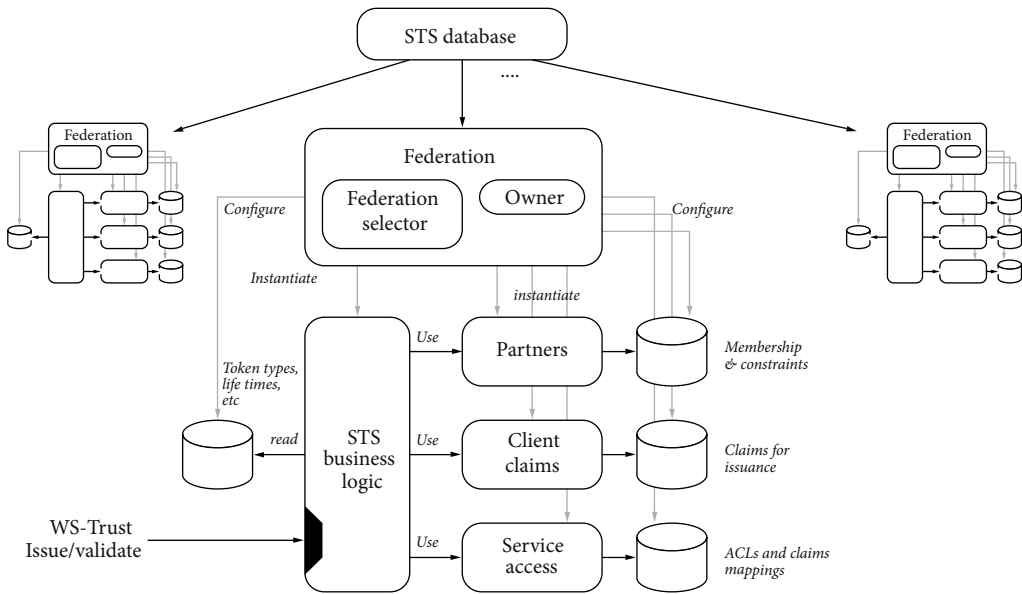 STS database
....
Federation
Federation
Federation
Federation
selector
Owner
Configure
Configure
Instantiate
instantiate
Use
Partners
Membership
& constraints
Token types,
life times,
etc
read
STS
business
logic
Use
Client
claims
Claims for
issuance
WS-Trust
Issue/validate
Use
Service
access
ACLs and claims
mappings